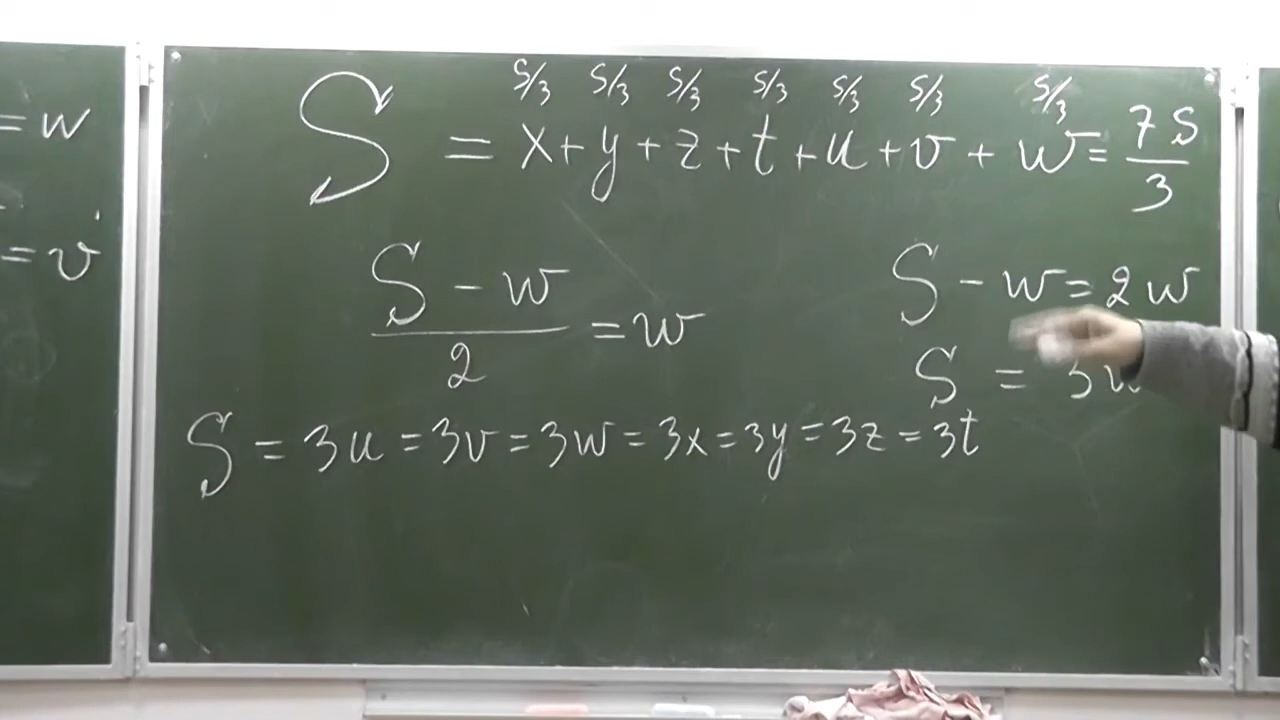 = w
= v
S/3 S/3 S/3 S/3 S/3 S/3 S/3
S = x + y + z + t + u + v + w = 7S/3
(S - w)/2 = w
S - w = 2w
S = 3w
S = 3u = 3v = 3w = 3x = 3y = 3z = 3t